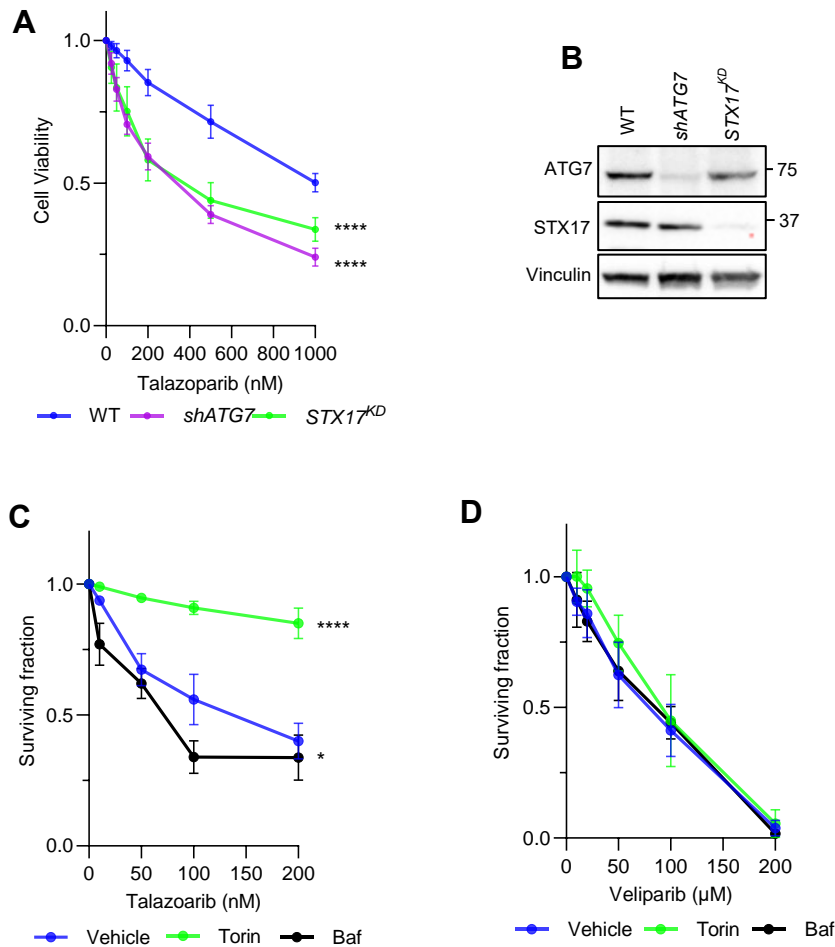 A
1.0
0.5
0.0
Cell Viability
****
****
0 200 400 600 800 1000
Talazoparib (nM)
WT shATG7 STX17KD
B
WT shATG7 STX17KD
ATG7 75
STX17 37
Vinculin
C
1.0
0.5
0.0
Surviving fraction
****
*
0 50 100 150 200
Talazoarib (nM)
Vehicle Torin Baf
D
1.0
0.5
0.0
Surviving fraction
0 50 100 150 200
Veliparib (µM)
Vehicle Torin Baf